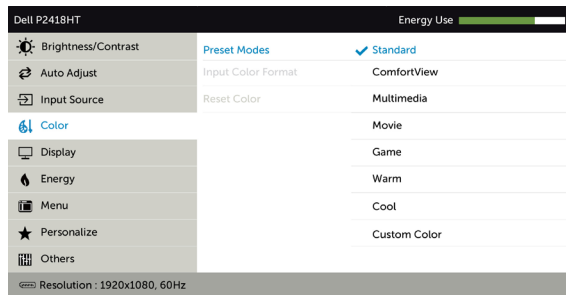 Dell P2418HT
Energy Use
Brightness/Contrast
Auto Adjust
Input Source
Color
Display
Energy
Menu
Personalize
Others
Preset Modes
Input Color Format
Reset Color
Standard
ComfortView
Multimedia
Movie
Game
Warm
Cool
Custom Color
Resolution : 1920x1080, 60Hz